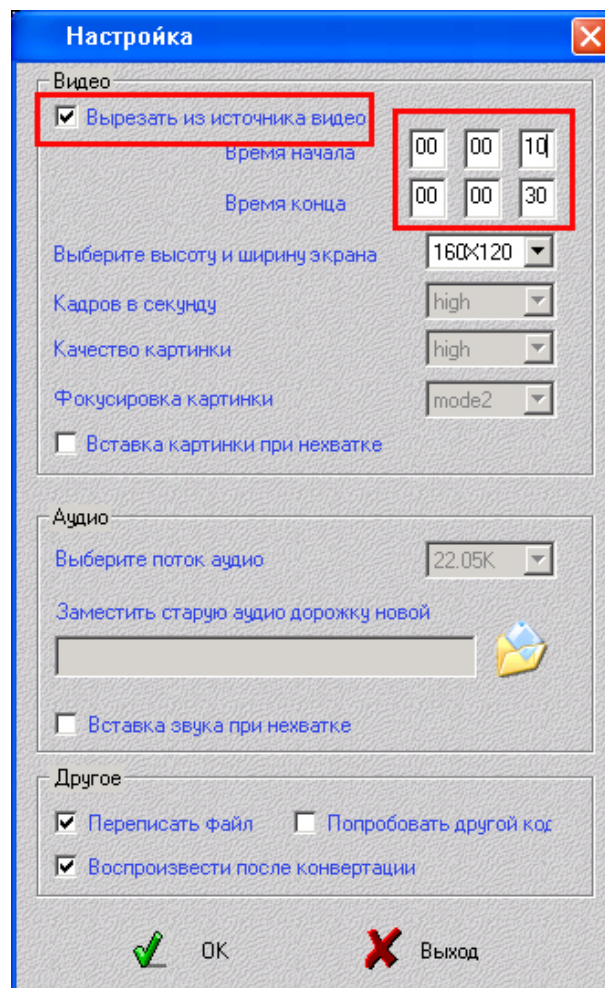 Настройка
Видео
Вырезать из источника видео
Время начала 00 00 10
Время конца 00 00 30
Выберите высоту и ширину экрана 160X120
Кадров в секунду high
Качество картинки high
Фокусировка картинки mode2
Вставка картинки при нехватке
Аудио
Выберите поток аудио 22.05K
Заместить старую аудио дорожку новой
Вставка звука при нехватке
Другое
Переписать файл Попробовать другой код
Воспроизвести после конвертации
OK Выход